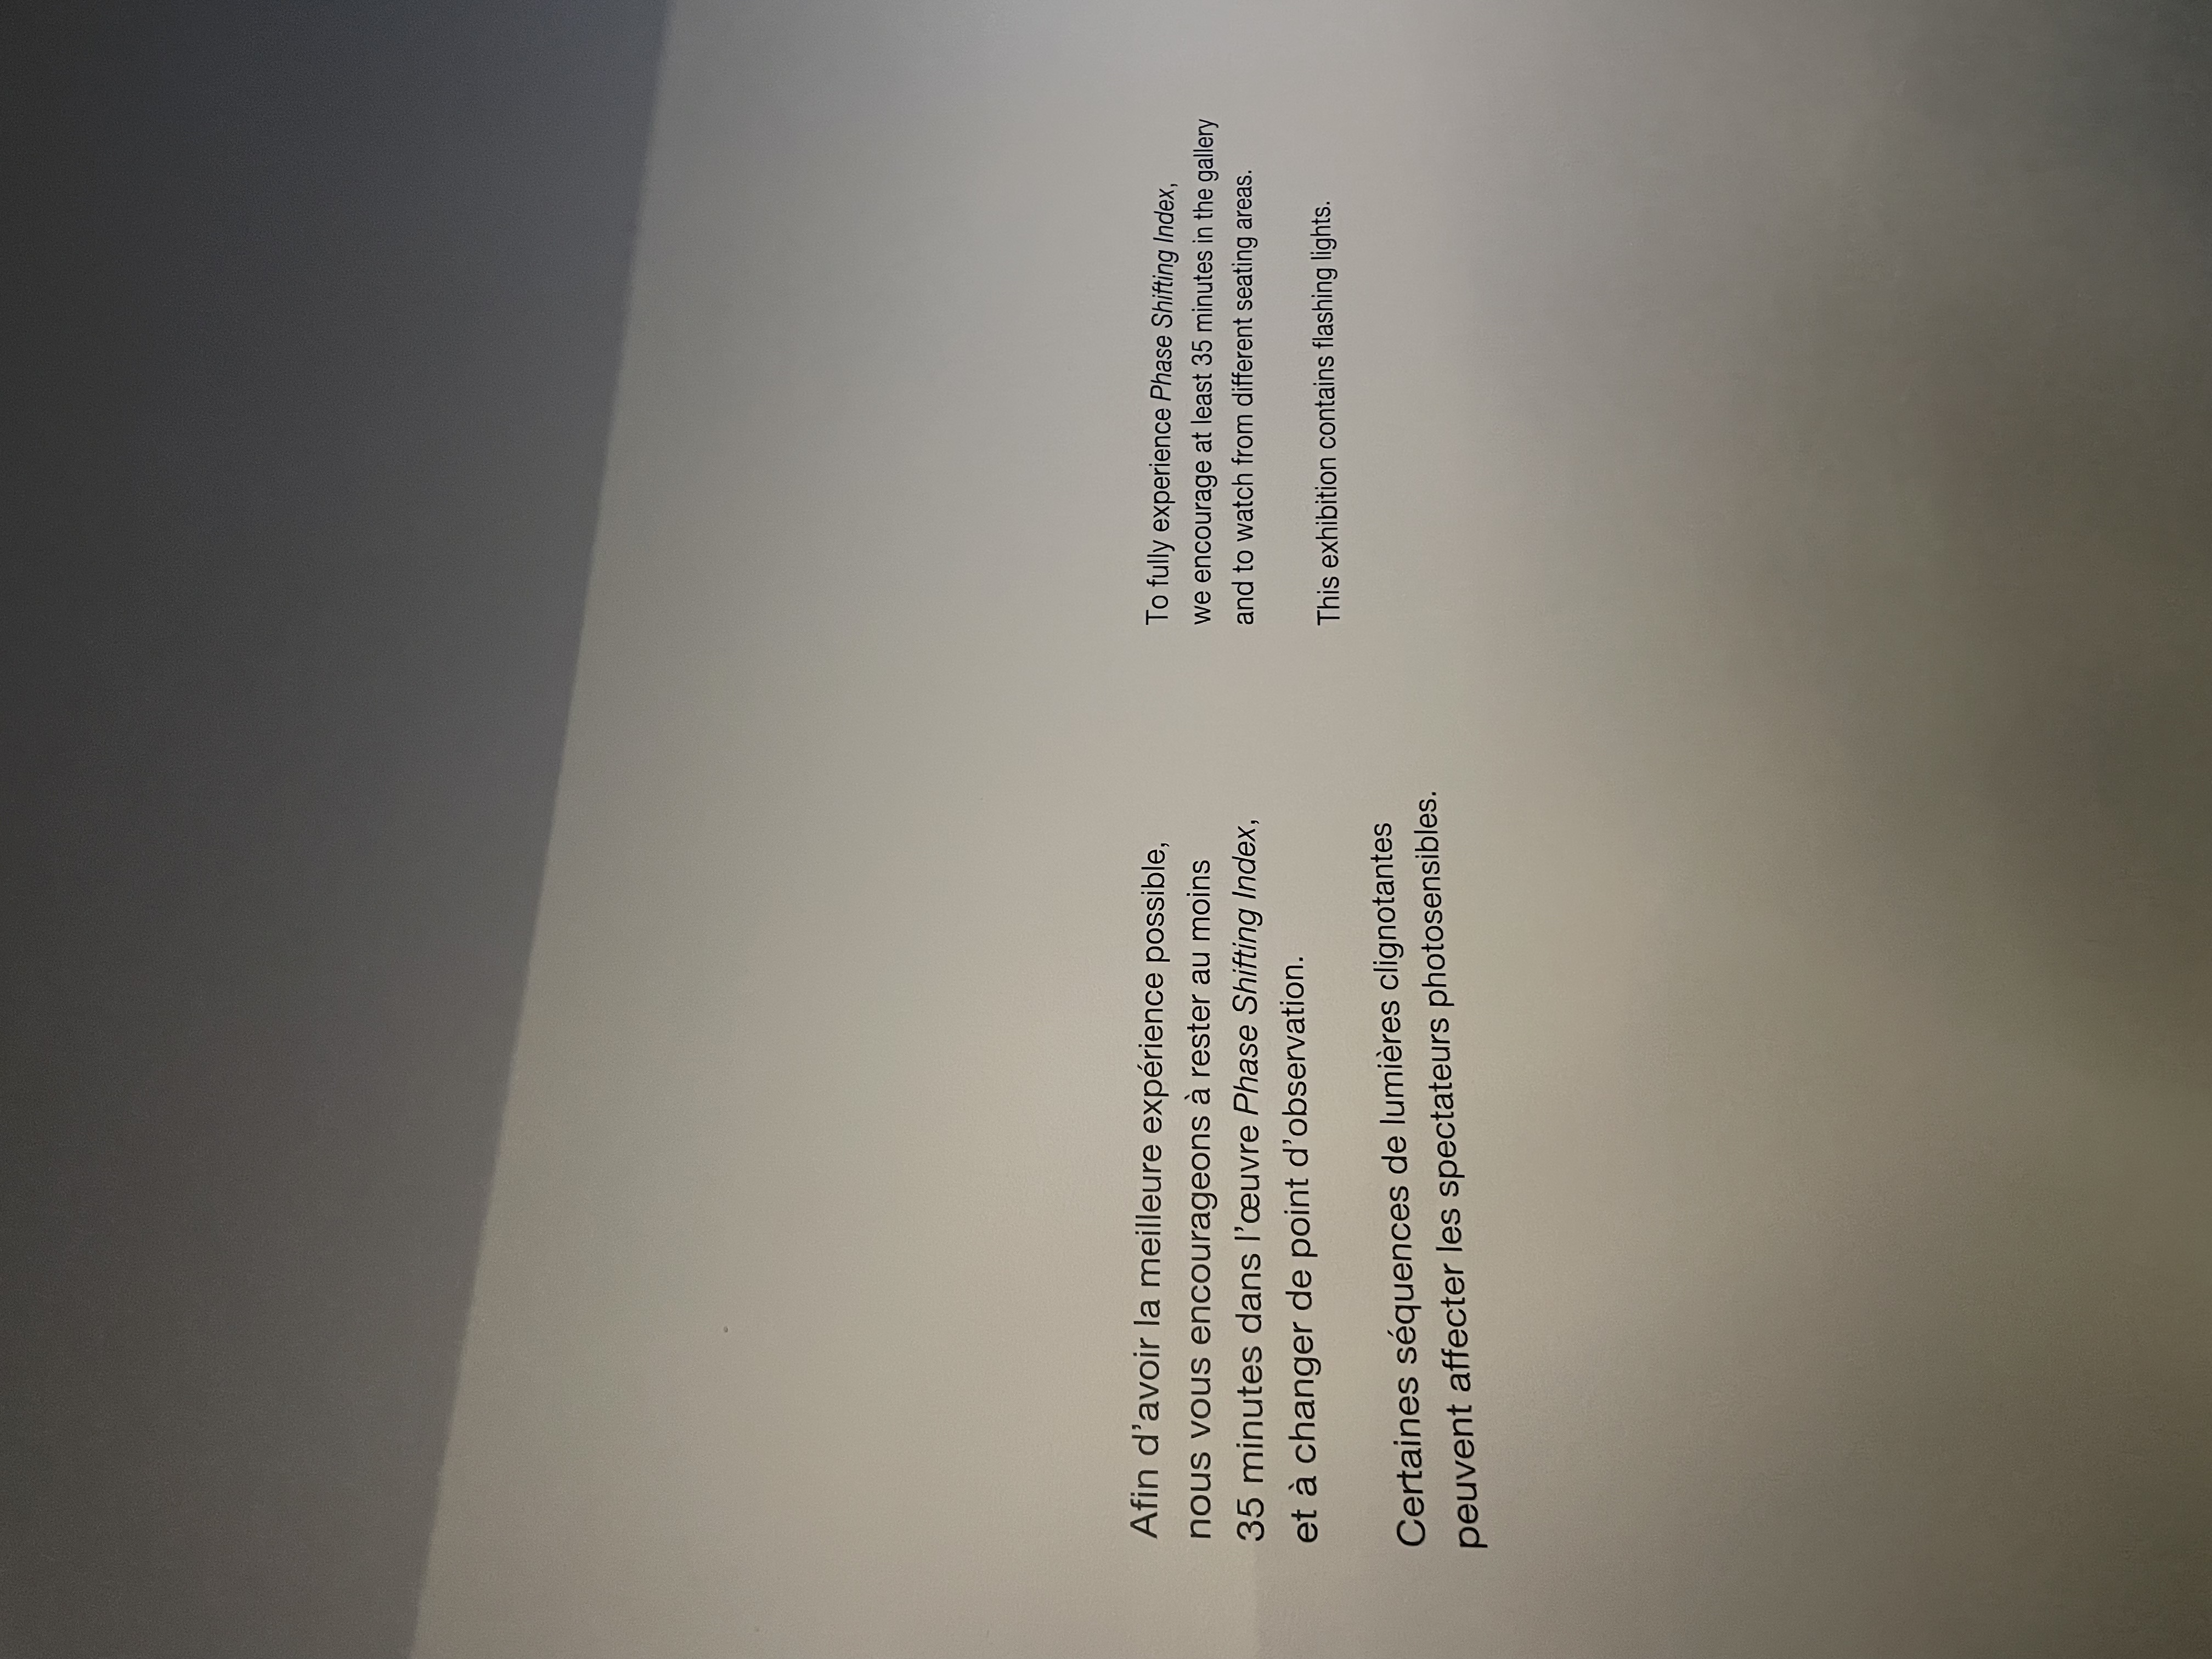 Afin d’avoir la meilleure expérience possible,
nous vous encourageons à rester au moins
35 minutes dans l’œuvre Phase Shifting Index,
et à changer de point d’observation.
Certaines séquences de lumières clignotantes
peuvent affecter les spectateurs photosensibles.
To fully experience Phase Shifting Index,
we encourage at least 35 minutes in the gallery
and to watch from different seating areas.
This exhibition contains flashing lights.